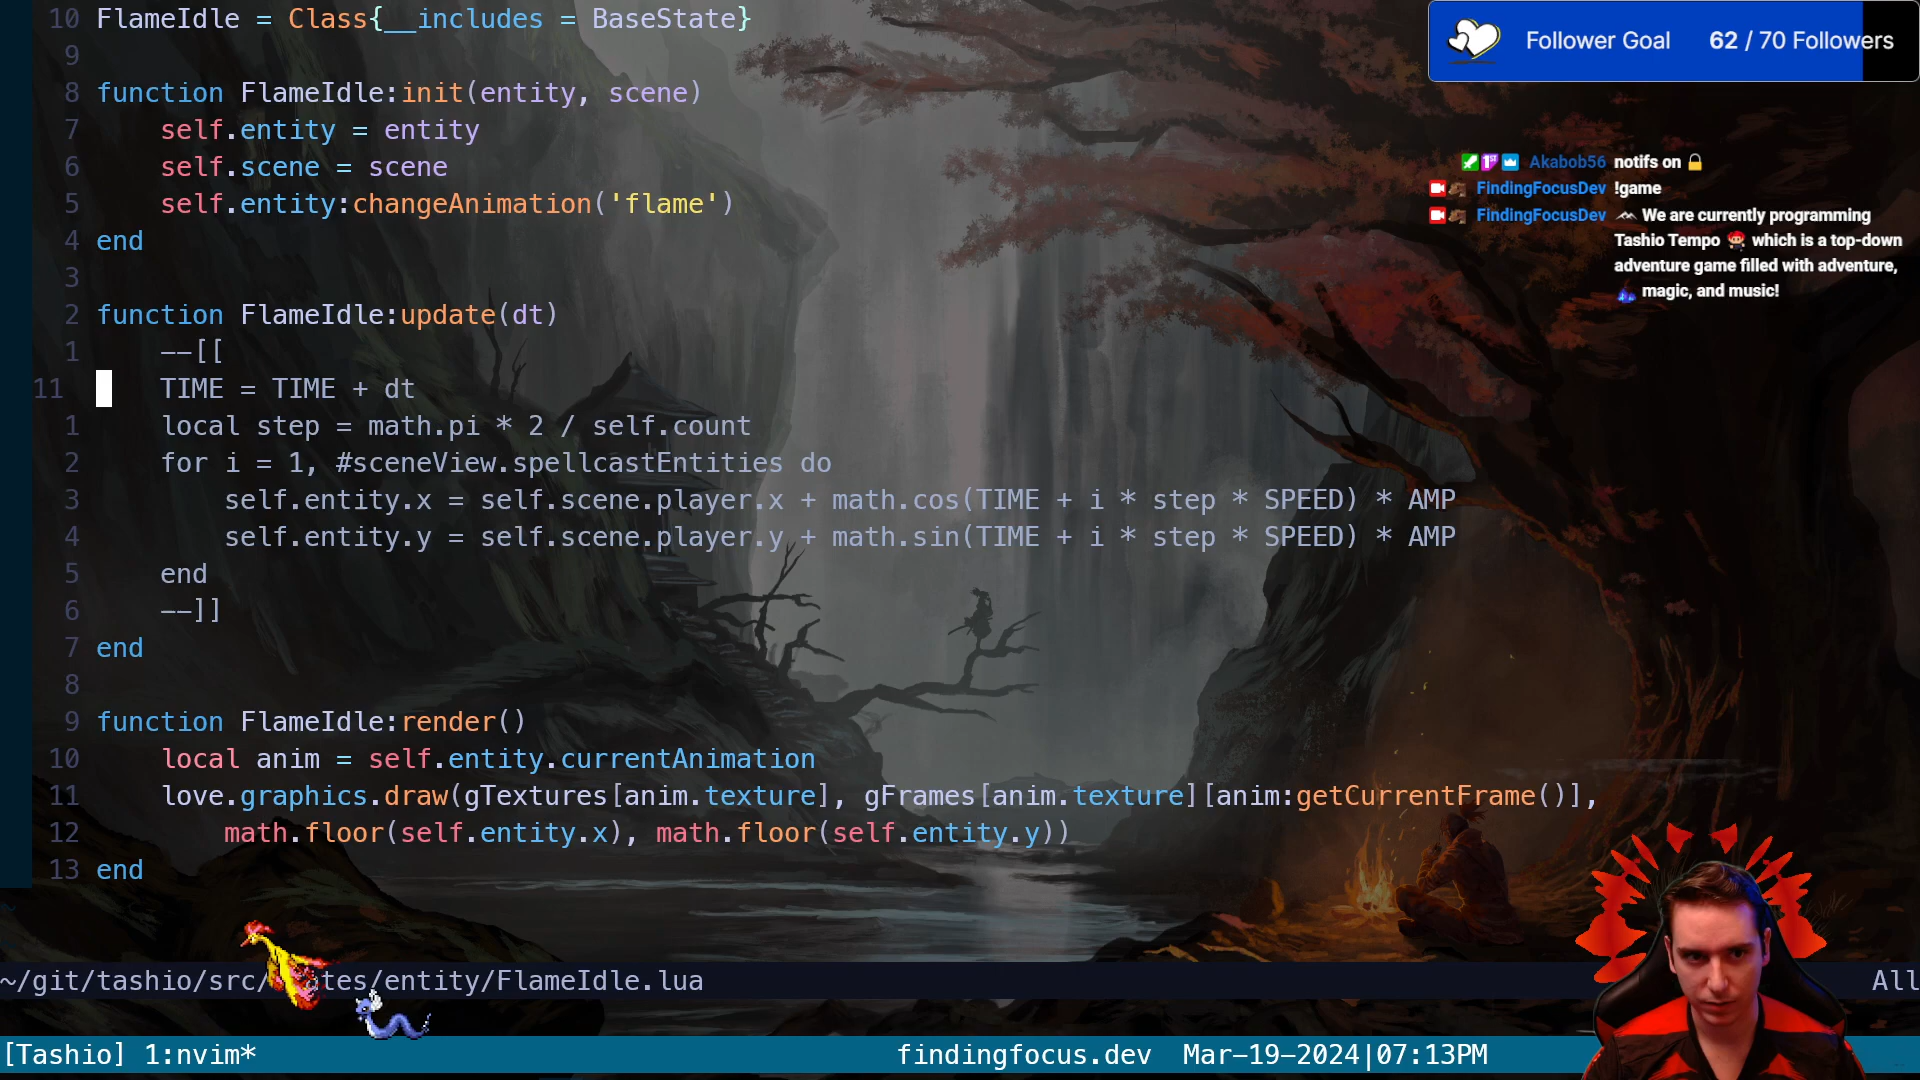 10 FlameIdle = Class{__includes = BaseState}
9
8 function FlameIdle:init(entity, scene)
7     self.entity = entity
6     self.scene = scene
5     self.entity:changeAnimation('flame')
4 end
3
2 function FlameIdle:update(dt)
1     --[[
11     TIME = TIME + dt
1     local step = math.pi * 2 / self.count
2     for i = 1, #sceneView.spellcastEntities do
3         self.entity.x = self.scene.player.x + math.cos(TIME + i * step * SPEED) * AMP
4         self.entity.y = self.scene.player.y + math.sin(TIME + i * step * SPEED) * AMP
5     end
6     --]]
7 end
8
9 function FlameIdle:render()
10     local anim = self.entity.currentAnimation
11     love.graphics.draw(gTextures[anim.texture], gFrames[anim.texture][anim:getCurrentFrame()],
12         math.floor(self.entity.x), math.floor(self.entity.y))
13 end
~
~/git/tashio/src/ tes/entity/FlameIdle.lua All
[Tashio] 1:nvim* findingfocus.dev Mar-19-2024|07:13PM
Follower Goal 62 / 70 Followers
1ST Akabob56 notifs on 🔒
FindingFocusDev !game
FindingFocusDev We are currently programming
Tashio Tempo which is a top-down
adventure game filled with adventure,
magic, and music!